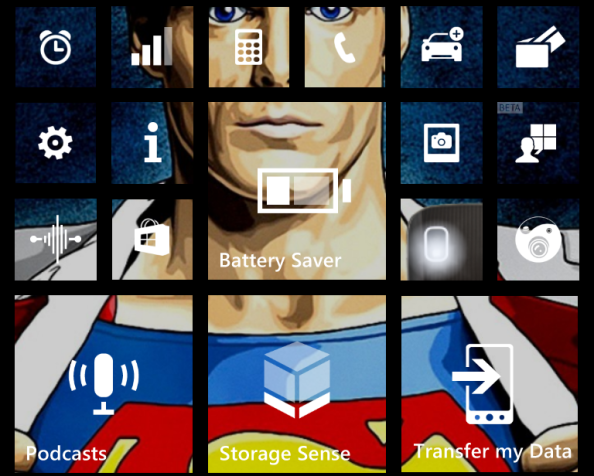 BETA
Battery Saver
Podcasts
Storage Sense
Transfer my Data